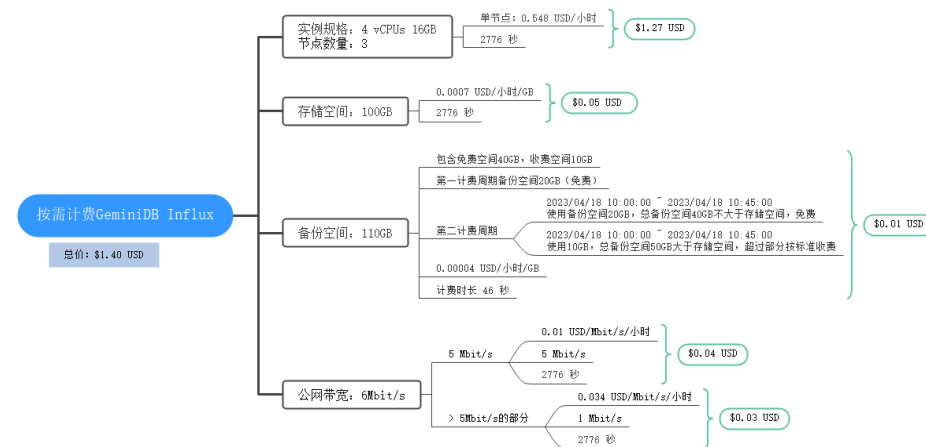 按需计费GeminiDB Influx
总价：$1.40 USD
实例规格：4 vCPUs 16GB
节点数量：3
单节点：0.548 USD/小时
2776 秒
$1.27 USD
存储空间：100GB
0.0007 USD/小时/GB
2776 秒
$0.05 USD
备份空间：110GB
包含免费空间40GB，收费空间10GB
第一计费周期备份空间20GB（免费）
第二计费周期
2023/04/18 10:00:00 ~ 2023/04/18 10:45:00
使用备份空间20GB，总备份空间40GB不大于存储空间，免费
2023/04/18 10:00:00 ~ 2023/04/18 10:45:00
使用10GB，总备份空间50GB大于存储空间，超过部分按标准收费
0.00004 USD/小时/GB
计费时长 46 秒
$0.01 USD
公网带宽：6Mbit/s
5 Mbit/s
0.01 USD/Mbit/s/小时
5 Mbit/s
2776 秒
$0.04 USD
> 5Mbit/s的部分
0.034 USD/Mbit/s/小时
1 Mbit/s
2776 秒
$0.03 USD